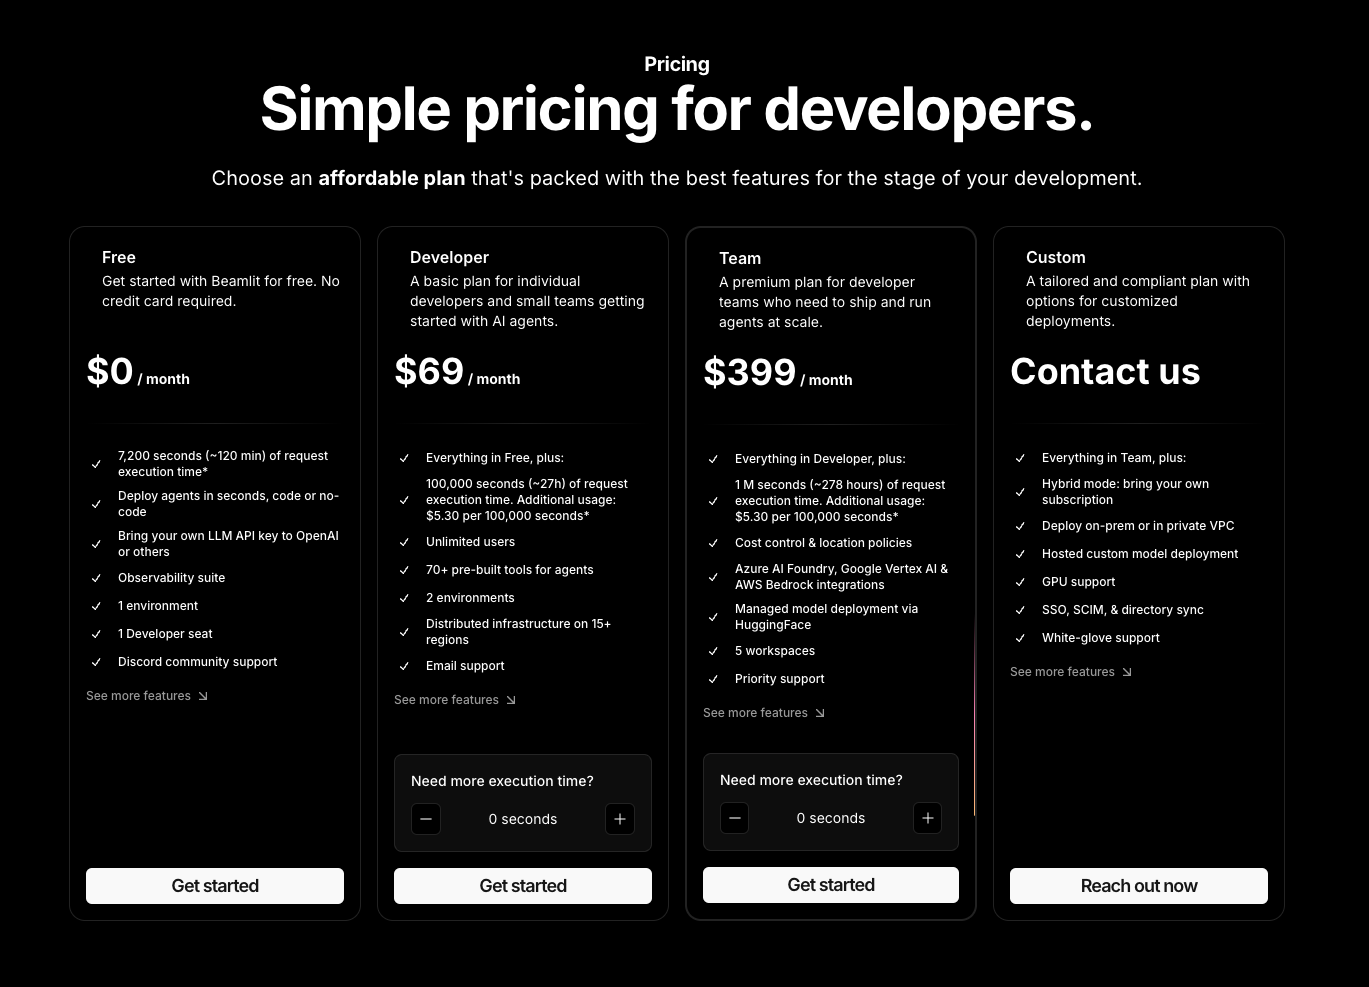 Pricing
Simple pricing for developers.
Choose an affordable plan that's packed with the best features for the stage of your development.
Free
Get started with Beamlit for free. No
credit card required.
$0 / month
7,200 seconds (~120 min) of request
execution time*
Deploy agents in seconds, code or no-
code
Bring your own LLM API key to OpenAI
or others
Observability suite
1 environment
1 Developer seat
Discord community support
See more features
Get started
Developer
A basic plan for individual
developers and small teams getting
started with AI agents.
$69 / month
Everything in Free, plus:
100,000 seconds (~27h) of request
execution time. Additional usage:
$5.30 per 100,000 seconds*
Unlimited users
70+ pre-built tools for agents
2 environments
Distributed infrastructure on 15+
regions
Email support
See more features
Need more execution time?
0 seconds
Get started
Team
A premium plan for developer
teams who need to ship and run
agents at scale.
$399 / month
Everything in Developer, plus:
1 M seconds (~278 hours) of request
execution time. Additional usage:
$5.30 per 100,000 seconds*
Cost control & location policies
Azure AI Foundry, Google Vertex AI &
AWS Bedrock integrations
Managed model deployment via
HuggingFace
5 workspaces
Priority support
See more features
Need more execution time?
0 seconds
Get started
Custom
A tailored and compliant plan with
options for customized
deployments.
Contact us
Everything in Team, plus:
Hybrid mode: bring your own
subscription
Deploy on-prem or in private VPC
Hosted custom model deployment
GPU support
SSO, SCIM, & directory sync
White-glove support
See more features
Reach out now